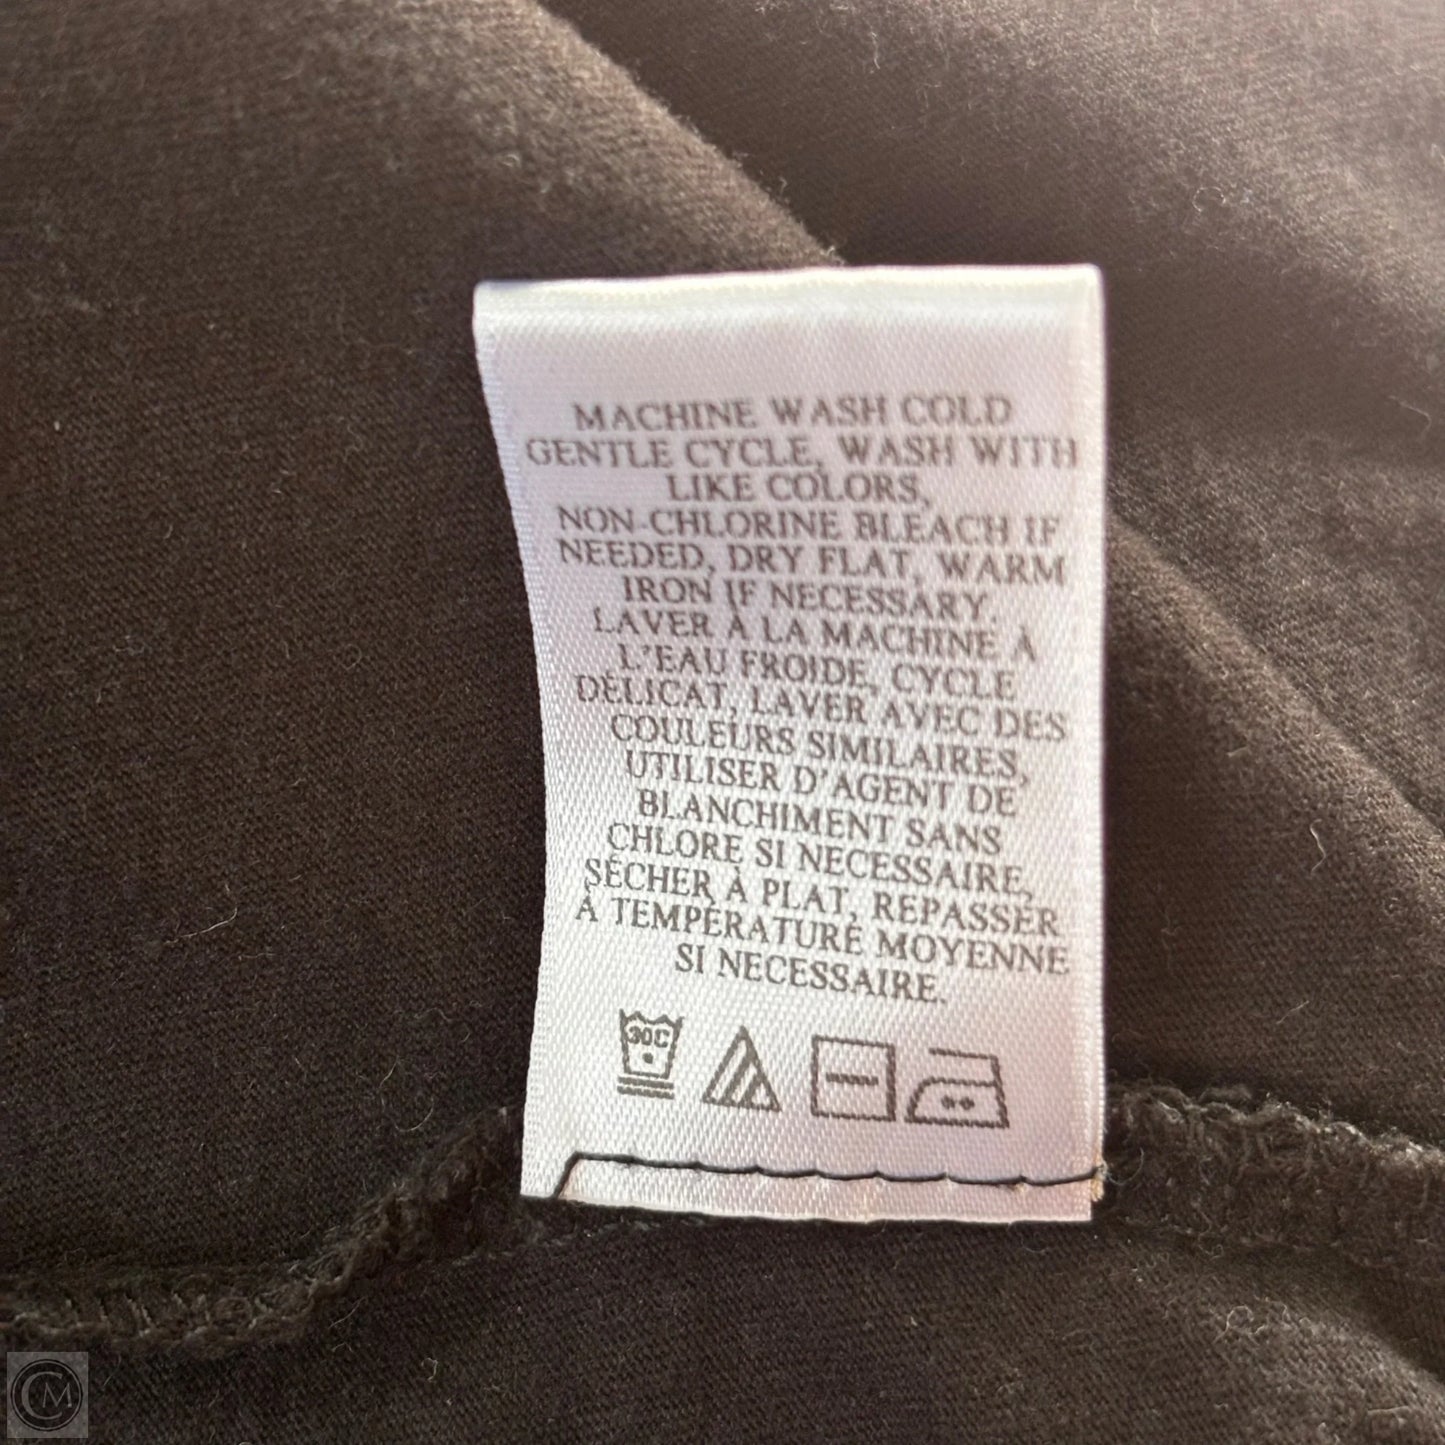 MACHINE WASH COLD
GENTLE CYCLE, WASH WITH
LIKE COLORS,
NON-CHLORINE BLEACH IF
NEEDED, DRY FLAT, WARM
IRON IF NECESSARY.
LAVER À LA MACHINE À
L'EAU FROIDE, CYCLE
DÉLICAT, LAVER AVEC DES
COULEURS SIMILAIRES,
UTILISER D'AGENT DE
BLANCHIMENT SANS
CHLORE SI NECESSAIRE,
SÉCHER À PLAT, REPASSER
À TEMPÉRATURE MOYENNE
SI NECESSAIRE.
30C
CM